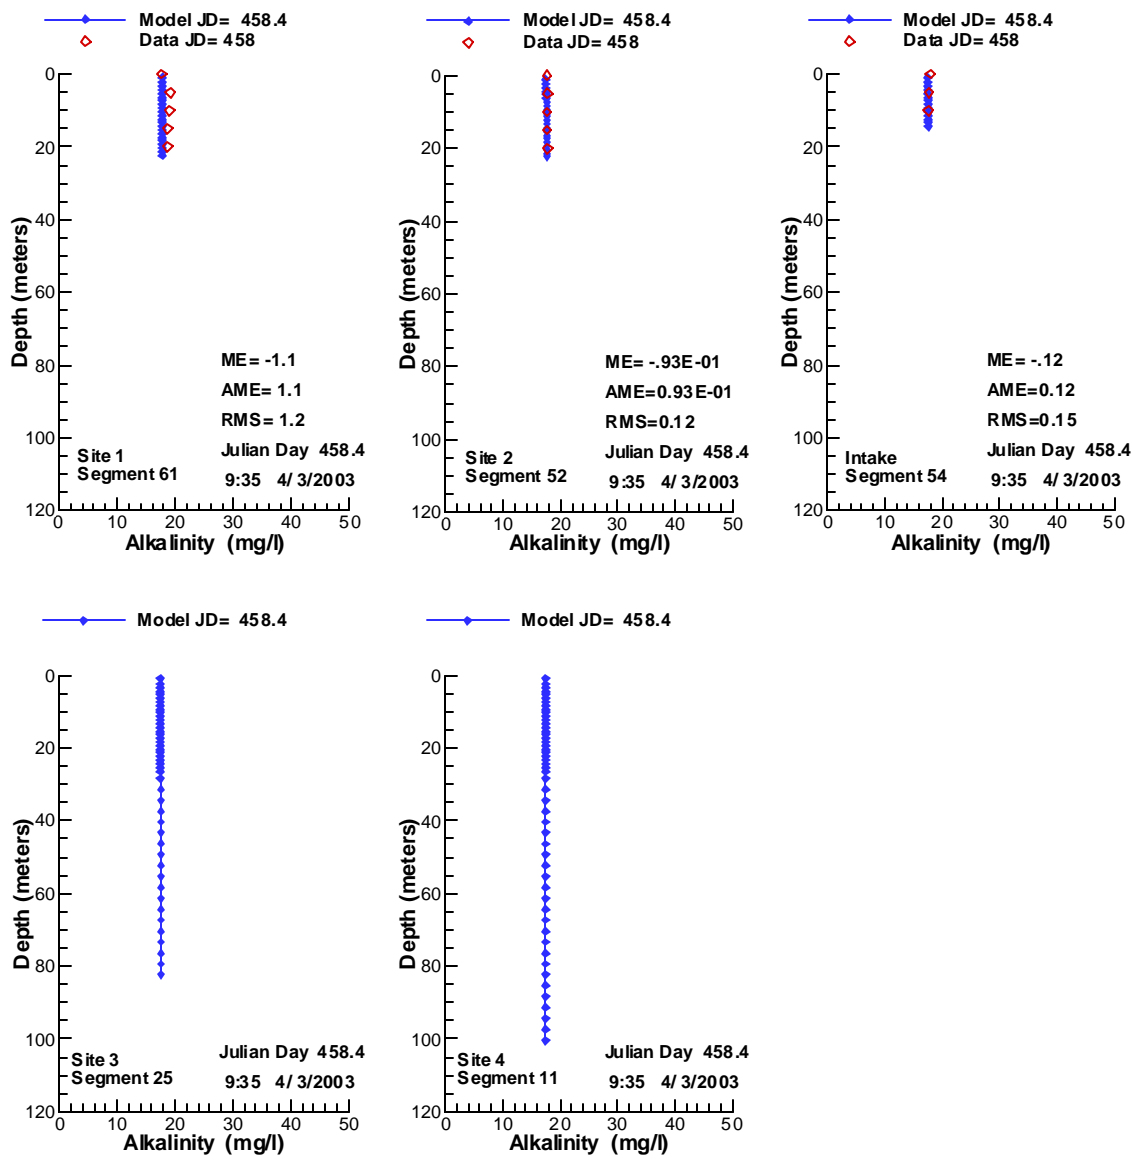 Model JD= 458.4
Data JD= 458
0
20
40
60
80
100
120
Depth (meters)
ME= -1.1
AME= 1.1
RMS= 1.2
Julian Day 458.4
9:35 4/ 3/2003
Site 1
Segment 61
0 10 20 30 40 50
Alkalinity (mg/l)
Model JD= 458.4
Data JD= 458
0
20
40
60
80
100
120
Depth (meters)
ME= -.93E-01
AME=0.93E-01
RMS=0.12
Julian Day 458.4
9:35 4/ 3/2003
Site 2
Segment 52
0 10 20 30 40 50
Alkalinity (mg/l)
Model JD= 458.4
Data JD= 458
0
20
40
60
80
100
120
Depth (meters)
ME= -.12
AME=0.12
RMS=0.15
Julian Day 458.4
9:35 4/ 3/2003
Intake
Segment 54
0 10 20 30 40 50
Alkalinity (mg/l)
Model JD= 458.4
0
20
40
60
80
100
120
Depth (meters)
Julian Day 458.4
9:35 4/ 3/2003
Site 3
Segment 25
0 10 20 30 40 50
Alkalinity (mg/l)
Model JD= 458.4
0
20
40
60
80
100
120
Depth (meters)
Julian Day 458.4
9:35 4/ 3/2003
Site 4
Segment 11
0 10 20 30 40 50
Alkalinity (mg/l)